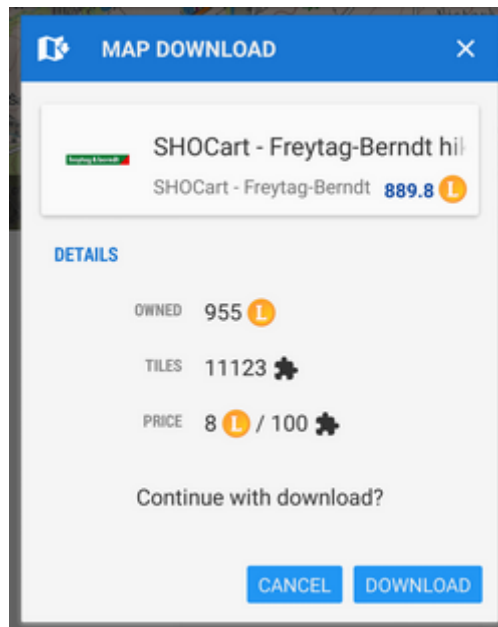 MAP DOWNLOAD
SHOCart - Freytag-Berndt hi
SHOCart - Freytag-Berndt 889.8 L
DETAILS
OWNED 955 L
TILES 11123
PRICE 8 L / 100
Continue with download?
CANCEL DOWNLOAD